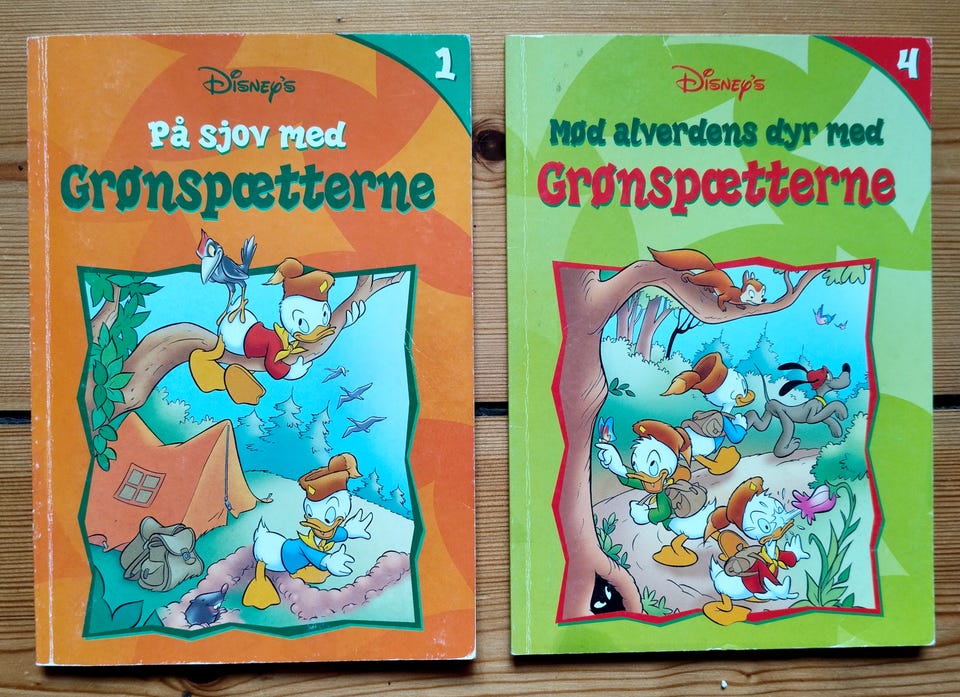 1
Disney's
På sjov med
Grønspætterne
4
Disney's
Mød alverdens dyr med
Grønspætterne